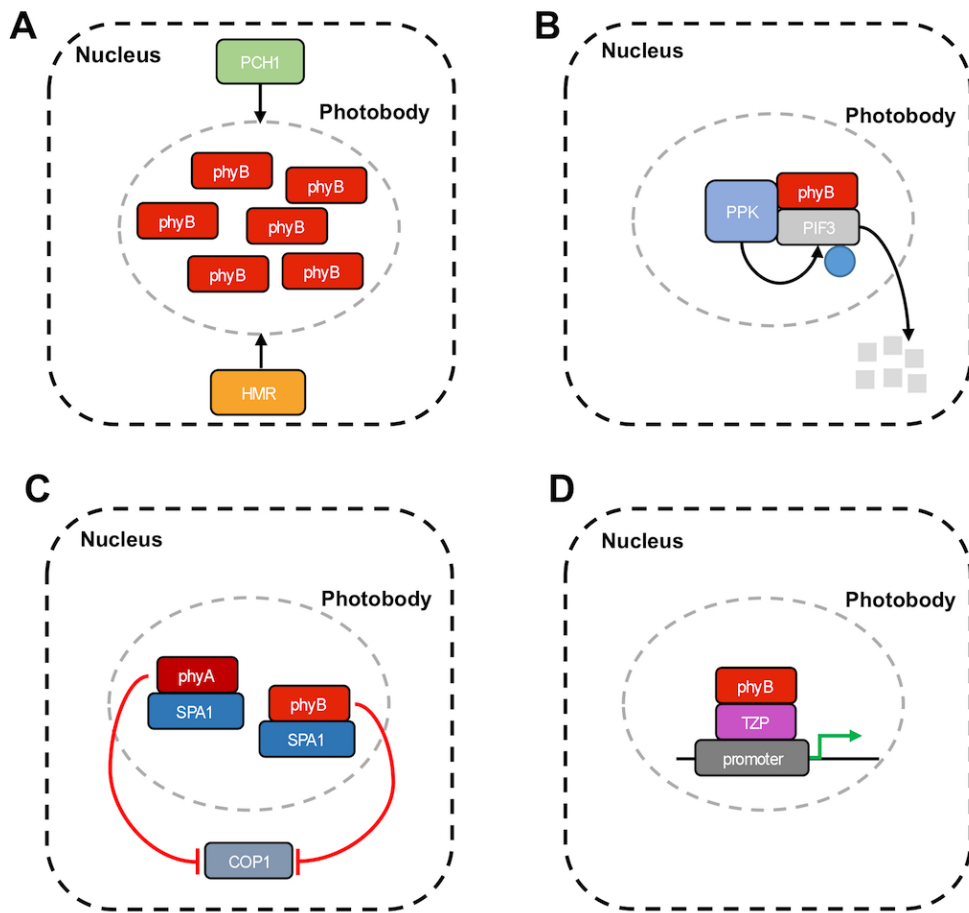 A
Nucleus
PCH1
Photobody
phyB
phyB
phyB
phyB
phyB
phyB
HMR
B
Nucleus
Photobody
phyB
PPK
PIF3
C
Nucleus
Photobody
phyA
SPA1
phyB
SPA1
COP1
D
Nucleus
Photobody
phyB
TZP
promoter